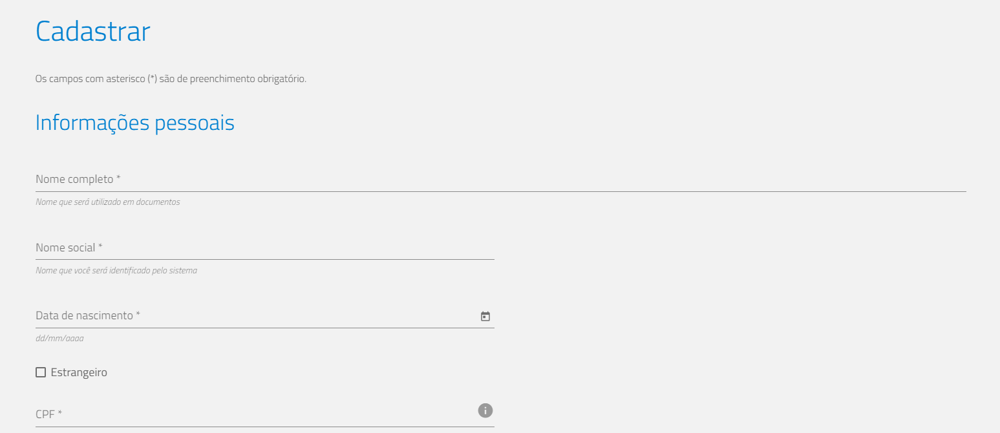 Cadastrar
Os campos com asterisco (*) são de preenchimento obrigatório.
Informações pessoais
Nome completo *
Nome que será utilizado em documentos
Nome social *
Nome que você será identificado pelo sistema
Data de nascimento *
dd/mm/aaaa
Estrangeiro
CPF *